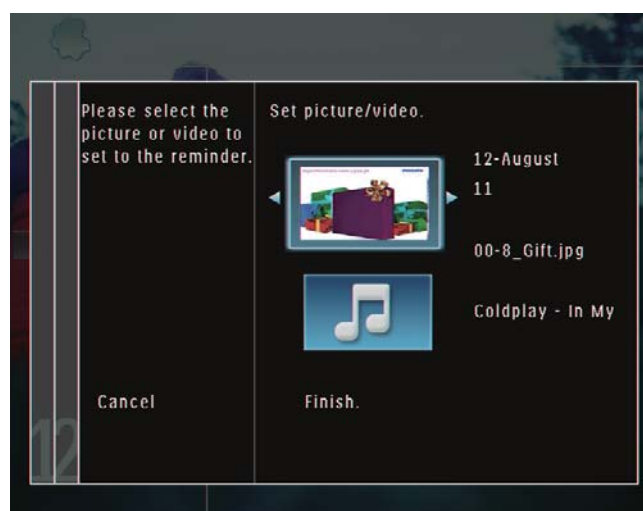 Please select the
picture or video to
set to the reminder.
Set picture/video.
12-August
11
00-8_Gift.jpg
Coldplay - In My
Cancel
Finish.
12